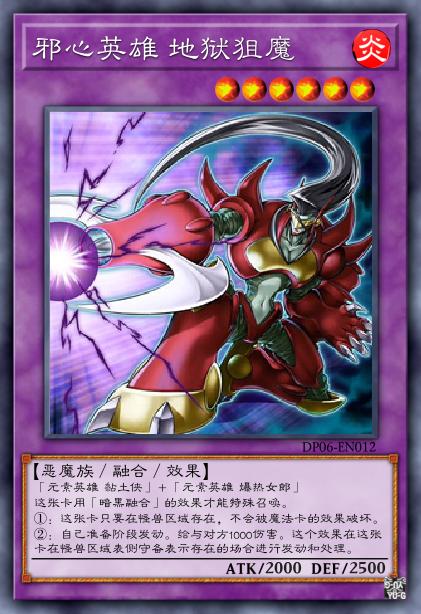 邪心英雄 地狱狙魔
炎
DP06-EN012
【恶魔族／融合／效果】
「元素英雄 黏土侠」+「元素英雄 爆热女郎」
这张卡用「暗黑融合」的效果才能特殊召唤。
①：这张卡只要在怪兽区域存在，不会被魔法卡的效果破坏。
②：自己准备阶段发动。给与对方1000伤害。这个效果在这张
卡在怪兽区域表侧守备表示存在的场合进行发动和处理。
ATK/2000 DEF/2500